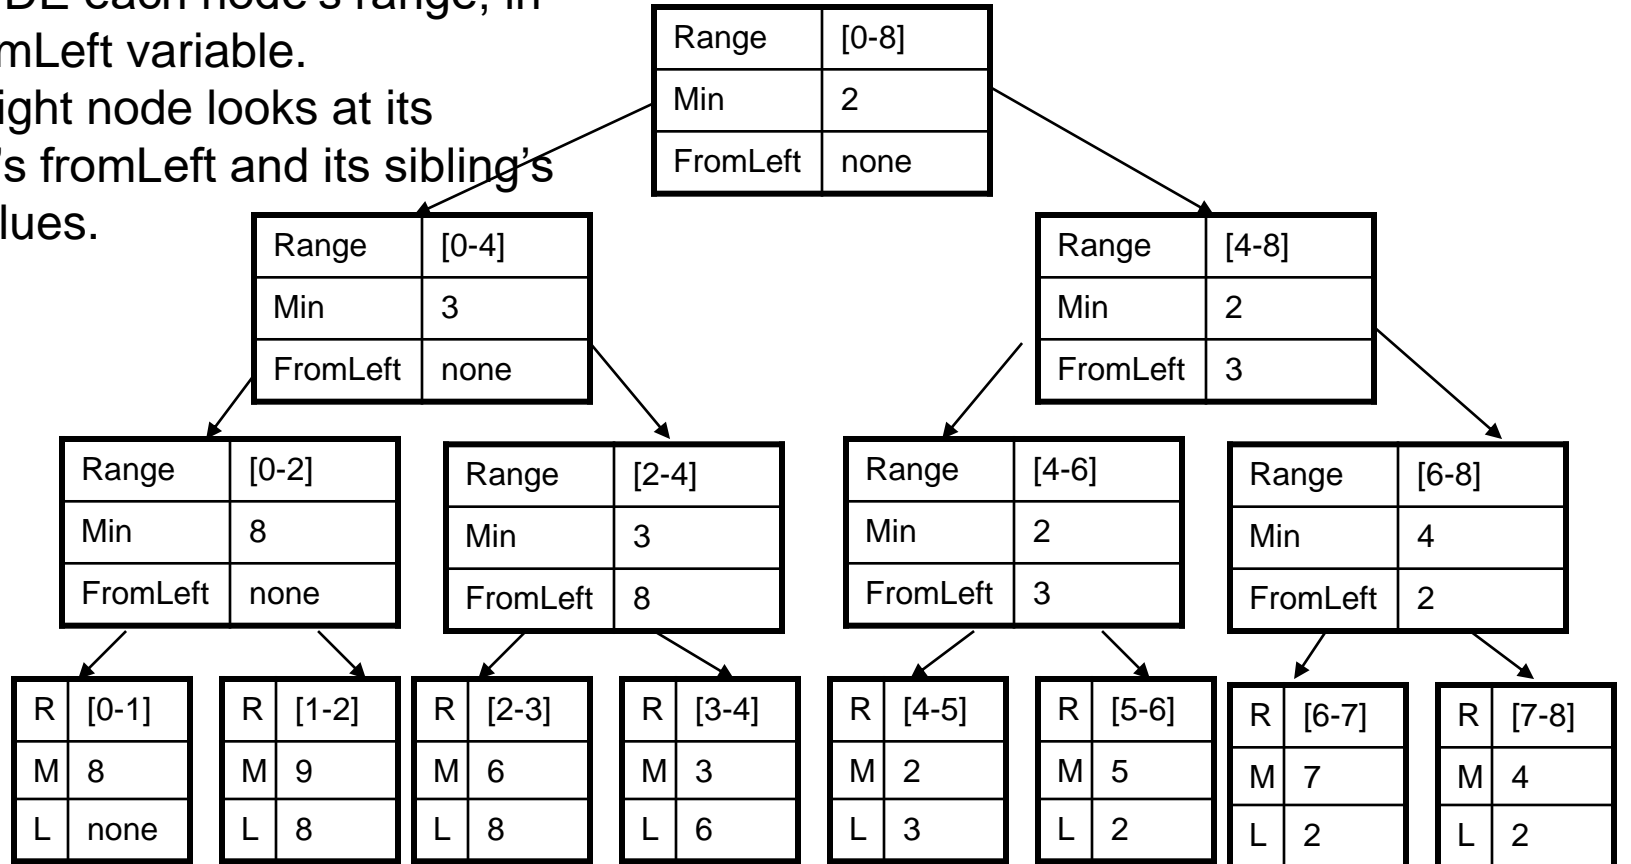 DE each node's range, in
mLeft variable.
ight node looks at its
's fromLeft and its sibling's
lues.
Range [0-8]
Min 2
FromLeft none
Range [0-4]
Min 3
FromLeft none
Range [4-8]
Min 2
FromLeft 3
Range [0-2]
Min 8
FromLeft none
Range [2-4]
Min 3
FromLeft 8
Range [4-6]
Min 2
FromLeft 3
Range [6-8]
Min 4
FromLeft 2
R [0-1]
M 8
L none
R [1-2]
M 9
L 8
R [2-3]
M 6
L 8
R [3-4]
M 3
L 6
R [4-5]
M 2
L 3
R [5-6]
M 5
L 2
R [6-7]
M 7
L 2
R [7-8]
M 4
L 2